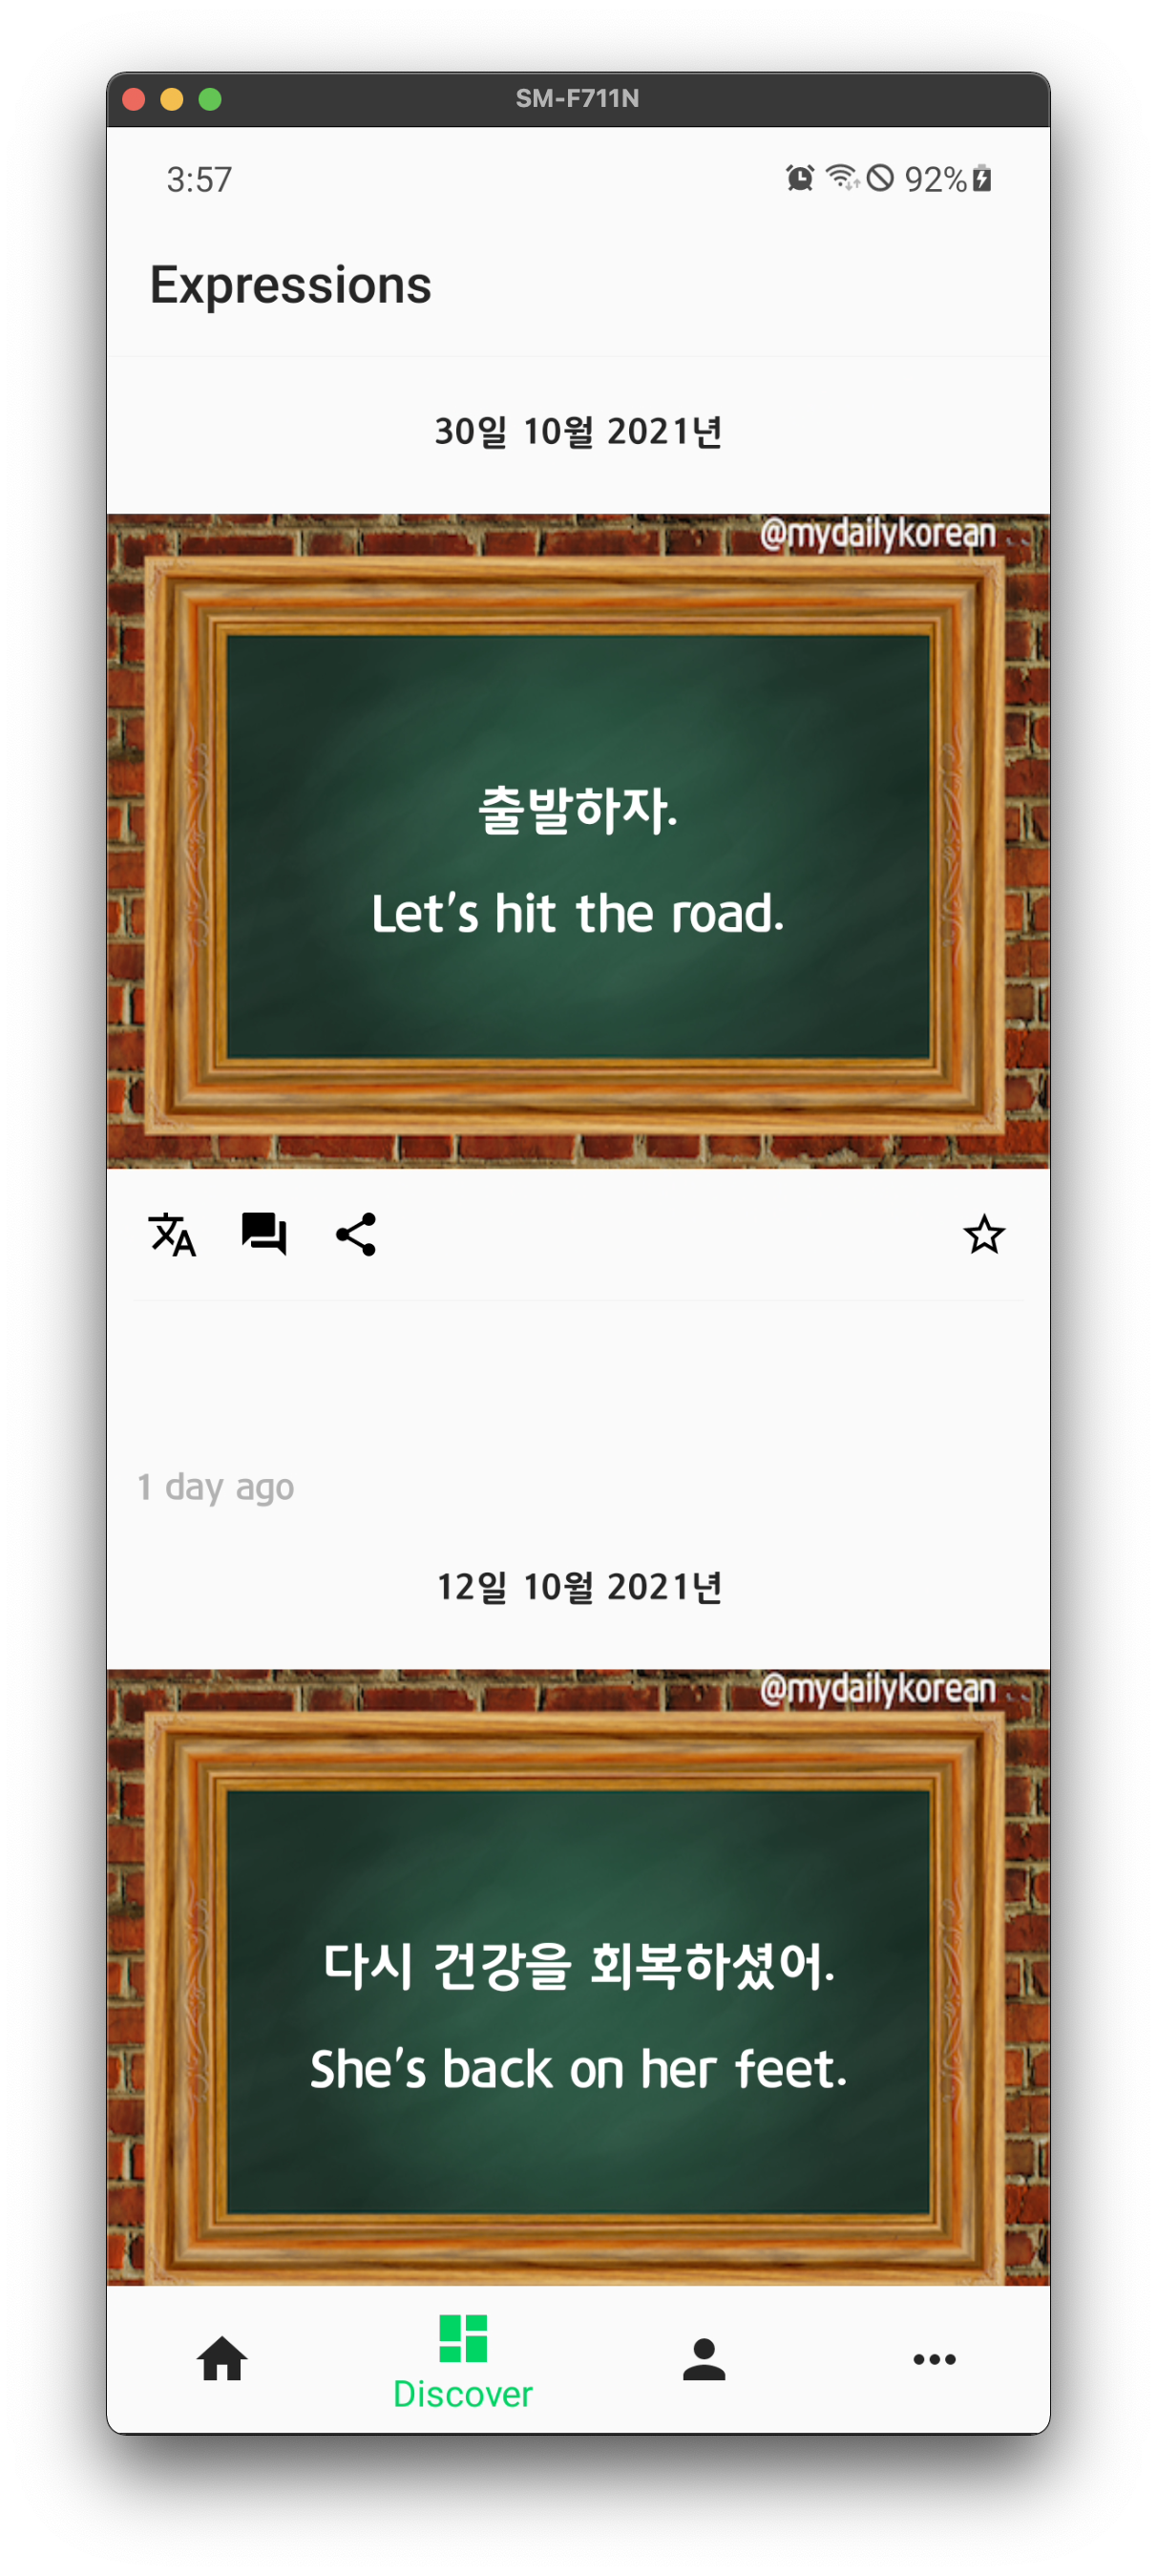 SM-F711N
3:57
92%
Expressions
30일 10월 2021년
@mydailykorean
출발하자.
Let's hit the road.
1 day ago
12일 10월 2021년
@mydailykorean
다시 건강을 회복하셨어.
She's back on her feet.
Discover